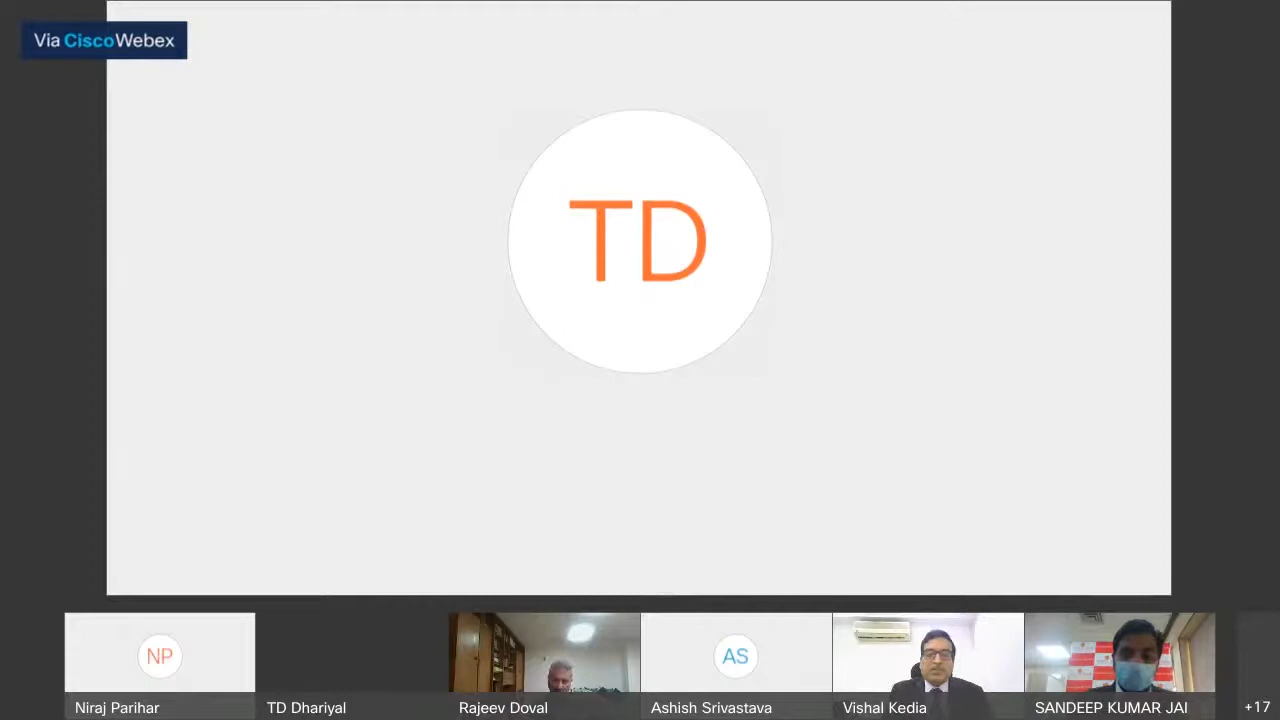 Via CiscoWebex
TD
NP
AS
Niraj Parihar
TD Dhariyal
Rajeev Doval
Ashish Srivastava
Vishal Kedia
SANDEEP KUMAR JAI
+17